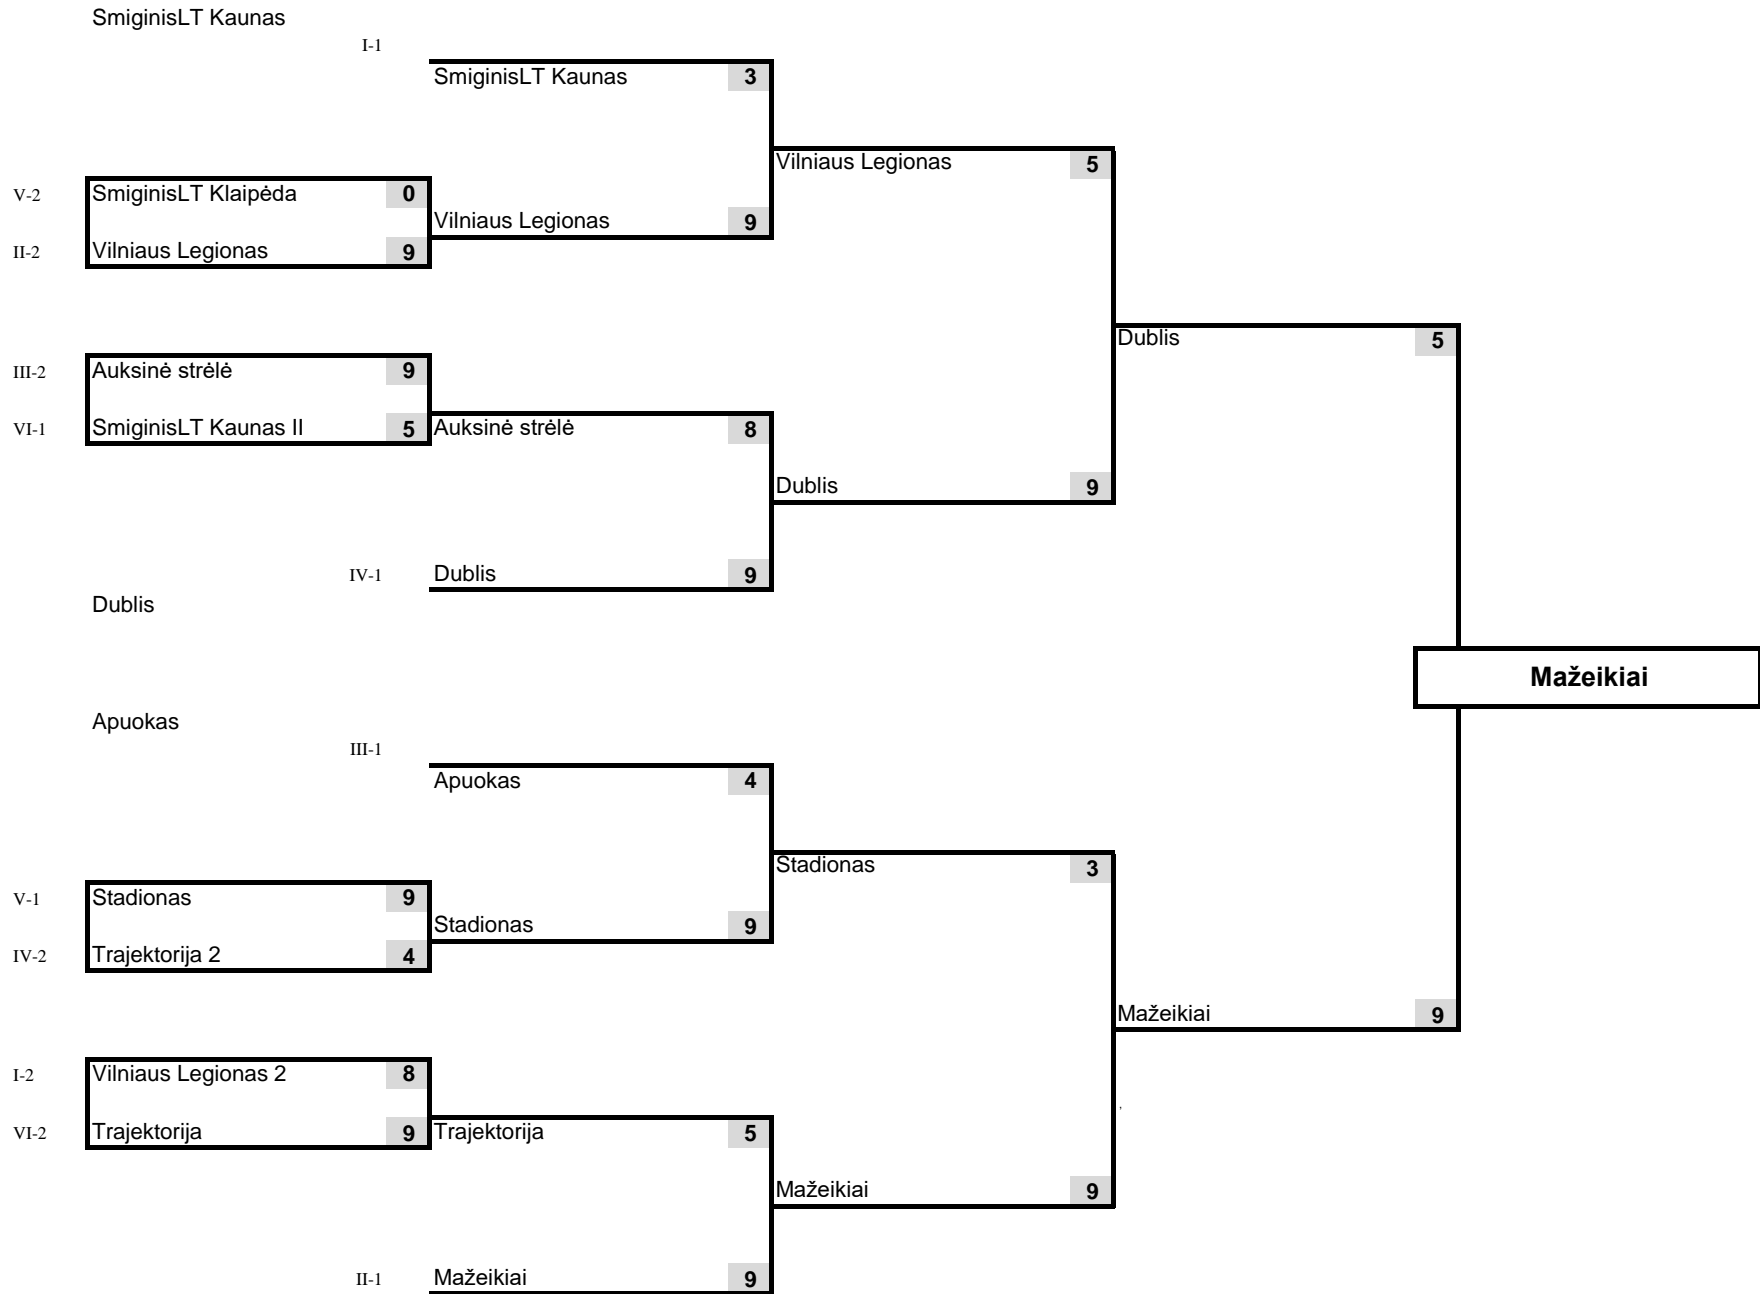 SmiginisLT Kaunas
I-1
SmiginisLT Kaunas 3
Vilniaus Legionas 5
V-2 SmiginisLT Klaipėda 0
Vilniaus Legionas 9
II-2 Vilniaus Legionas 9
Dublis 5
III-2 Auksinė strėlė 9
VI-1 SmiginisLT Kaunas II 5 Auksinė strėlė 8
Dublis 9
IV-1 Dublis 9
Dublis
Mažeikiai
Apuokas
III-1
Apuokas 4
Stadionas 3
V-1 Stadionas 9
Stadionas 9
IV-2 Trajektorija 2 4
Mažeikiai 9
I-2 Vilniaus Legionas 2 8
,
VI-2 Trajektorija 9 Trajektorija 5
Mažeikiai 9
II-1 Mažeikiai 9